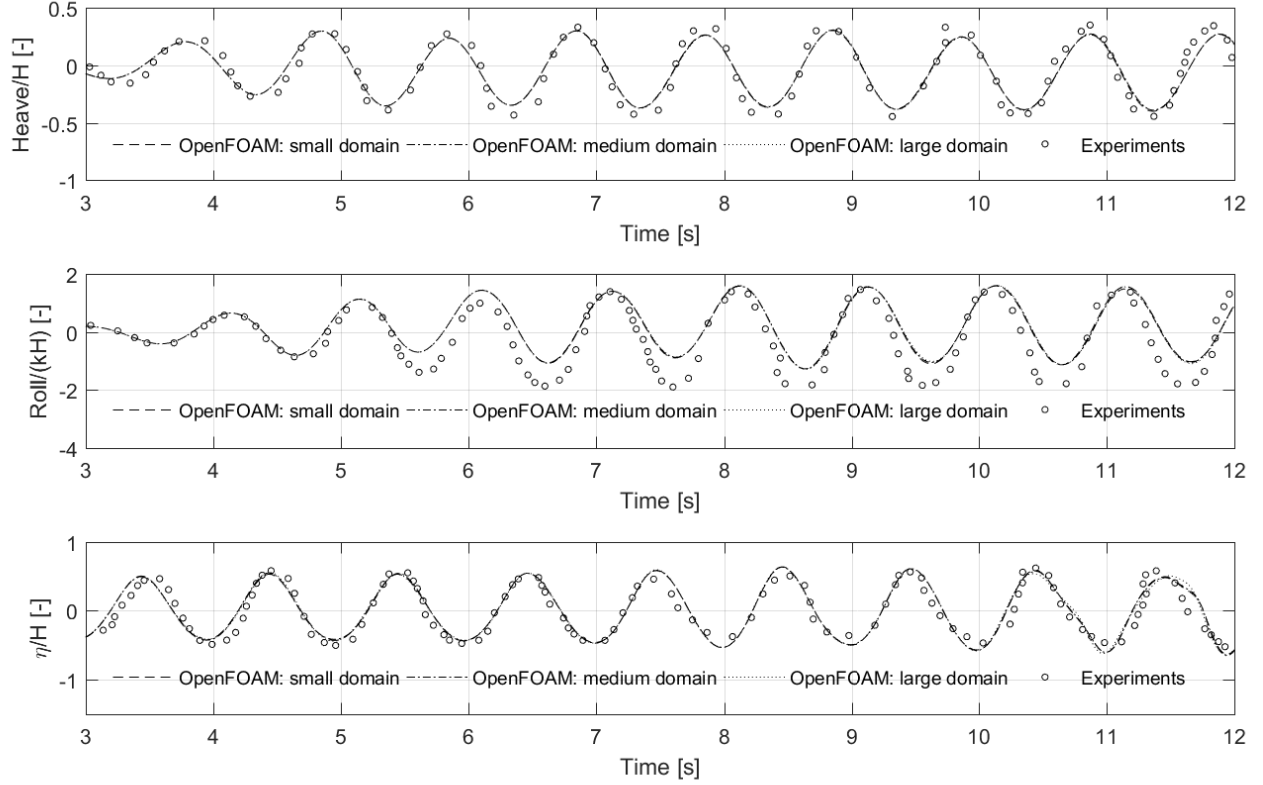 0.5
0
-0.5
-1
Heave/H [-]
OpenFOAM: small domain OpenFOAM: medium domain OpenFOAM: large domain Experiments
3 4 5 6 7 8 9 10 11 12
Time [s]
2
0
-2
-4
Roll/(kH) [-]
OpenFOAM: small domain OpenFOAM: medium domain OpenFOAM: large domain Experiments
3 4 5 6 7 8 9 10 11 12
Time [s]
1
0
-1
η/H [-]
OpenFOAM: small domain OpenFOAM: medium domain OpenFOAM: large domain Experiments
3 4 5 6 7 8 9 10 11 12
Time [s]